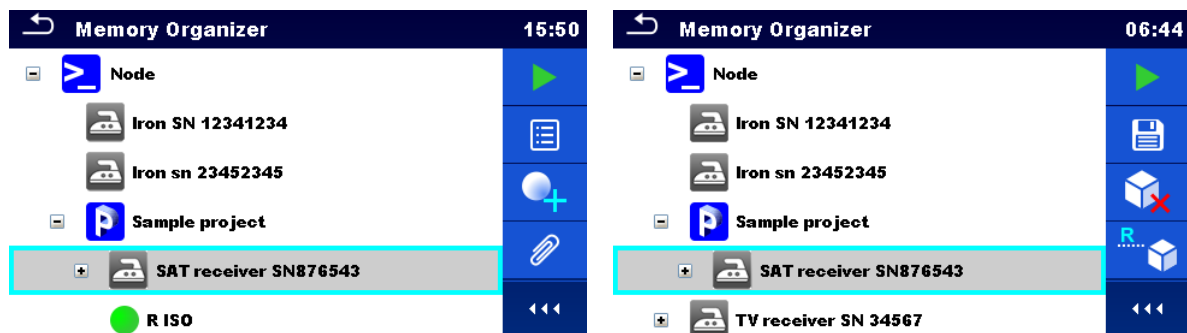 Memory Organizer 15:50
Node
Iron SN 12341234
Iron sn 23452345
Sample project
SAT receiver SN876543
R ISO
Memory Organizer 06:44
Node
Iron SN 12341234
Iron sn 23452345
Sample project
SAT receiver SN876543
R
TV receiver SN 34567